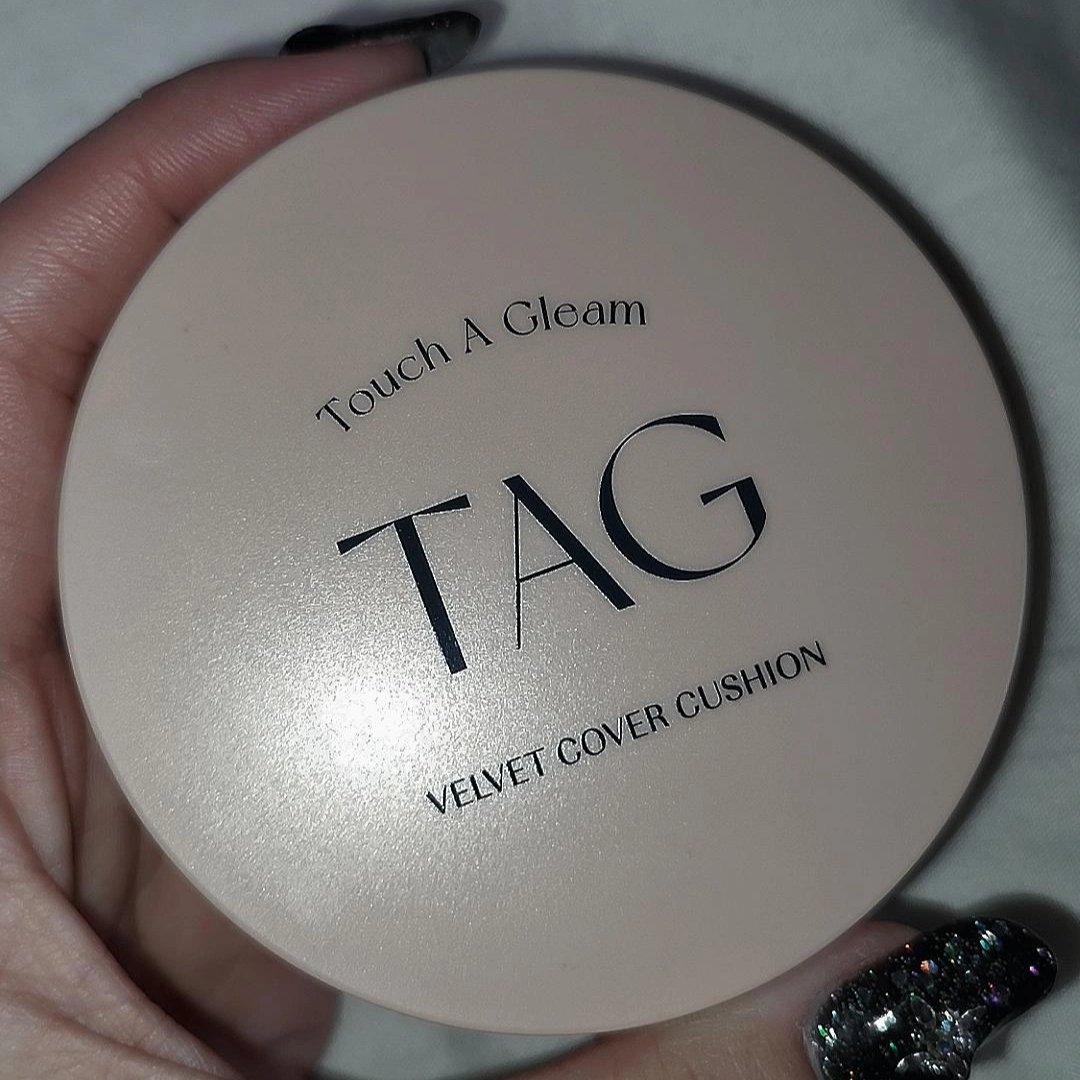 Touch A Gleam
TAG
VELVET COVER CUSHION